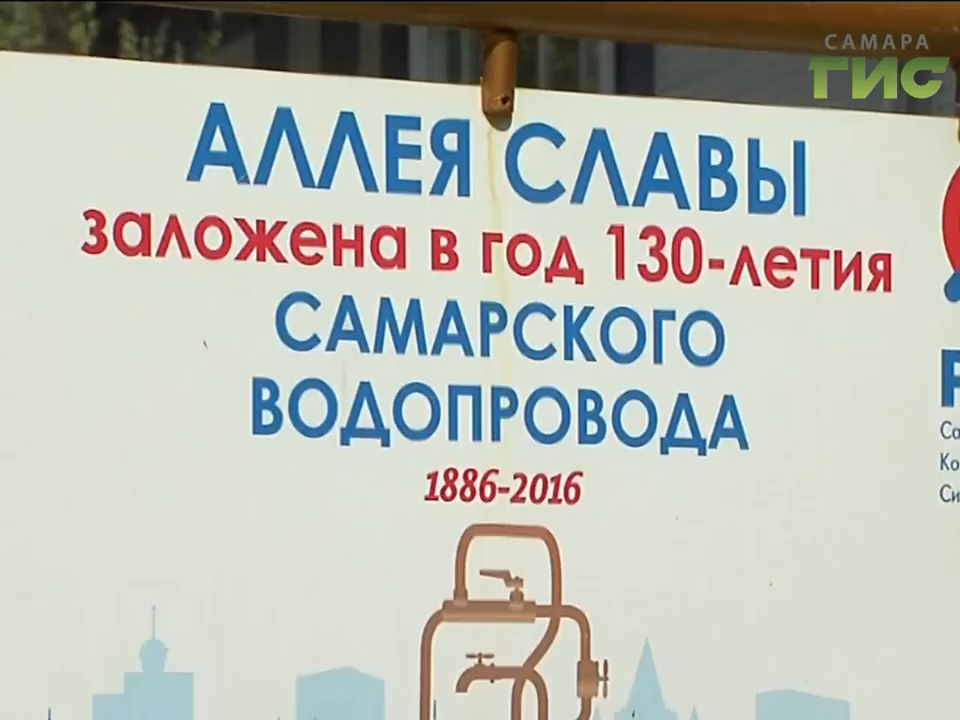 САМАРА
ГИС
АЛЛЕЯ СЛАВЫ
заложена в год 130-летия
САМАРСКОГО
ВОДОПРОВОДА
1886-2016